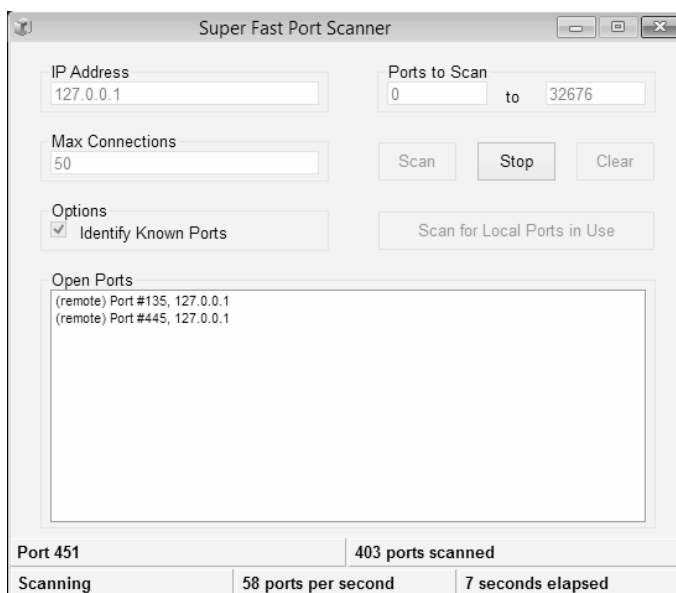 Super Fast Port Scanner
IP Address
127.0.0.1
Ports to Scan
0 to 32676
Max Connections
50
Scan Stop Clear
Options
Identify Known Ports
Scan for Local Ports in Use
Open Ports
(remote) Port #135, 127.0.0.1
(remote) Port #445, 127.0.0.1
Port 451 403 ports scanned
Scanning 58 ports per second 7 seconds elapsed